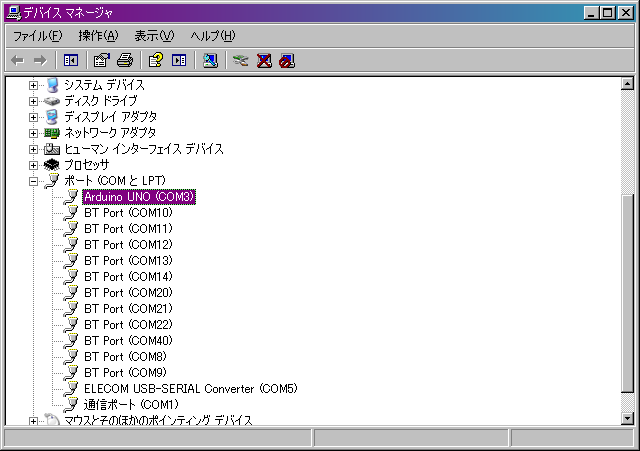 デバイス マネージャ
ファイル(F) 操作(A) 表示(V) ヘルプ(H)
システム デバイス
ディスク ドライブ
ディスプレイ アダプタ
ネットワーク アダプタ
ヒューマン インターフェイス デバイス
プロセッサ
ポート (COM と LPT)
Arduino UNO (COM3)
BT Port (COM10)
BT Port (COM11)
BT Port (COM12)
BT Port (COM13)
BT Port (COM14)
BT Port (COM20)
BT Port (COM21)
BT Port (COM22)
BT Port (COM40)
BT Port (COM8)
BT Port (COM9)
ELECOM USB-SERIAL Converter (COM5)
通信ポート (COM1)
マウスとそのほかのポインティング デバイス